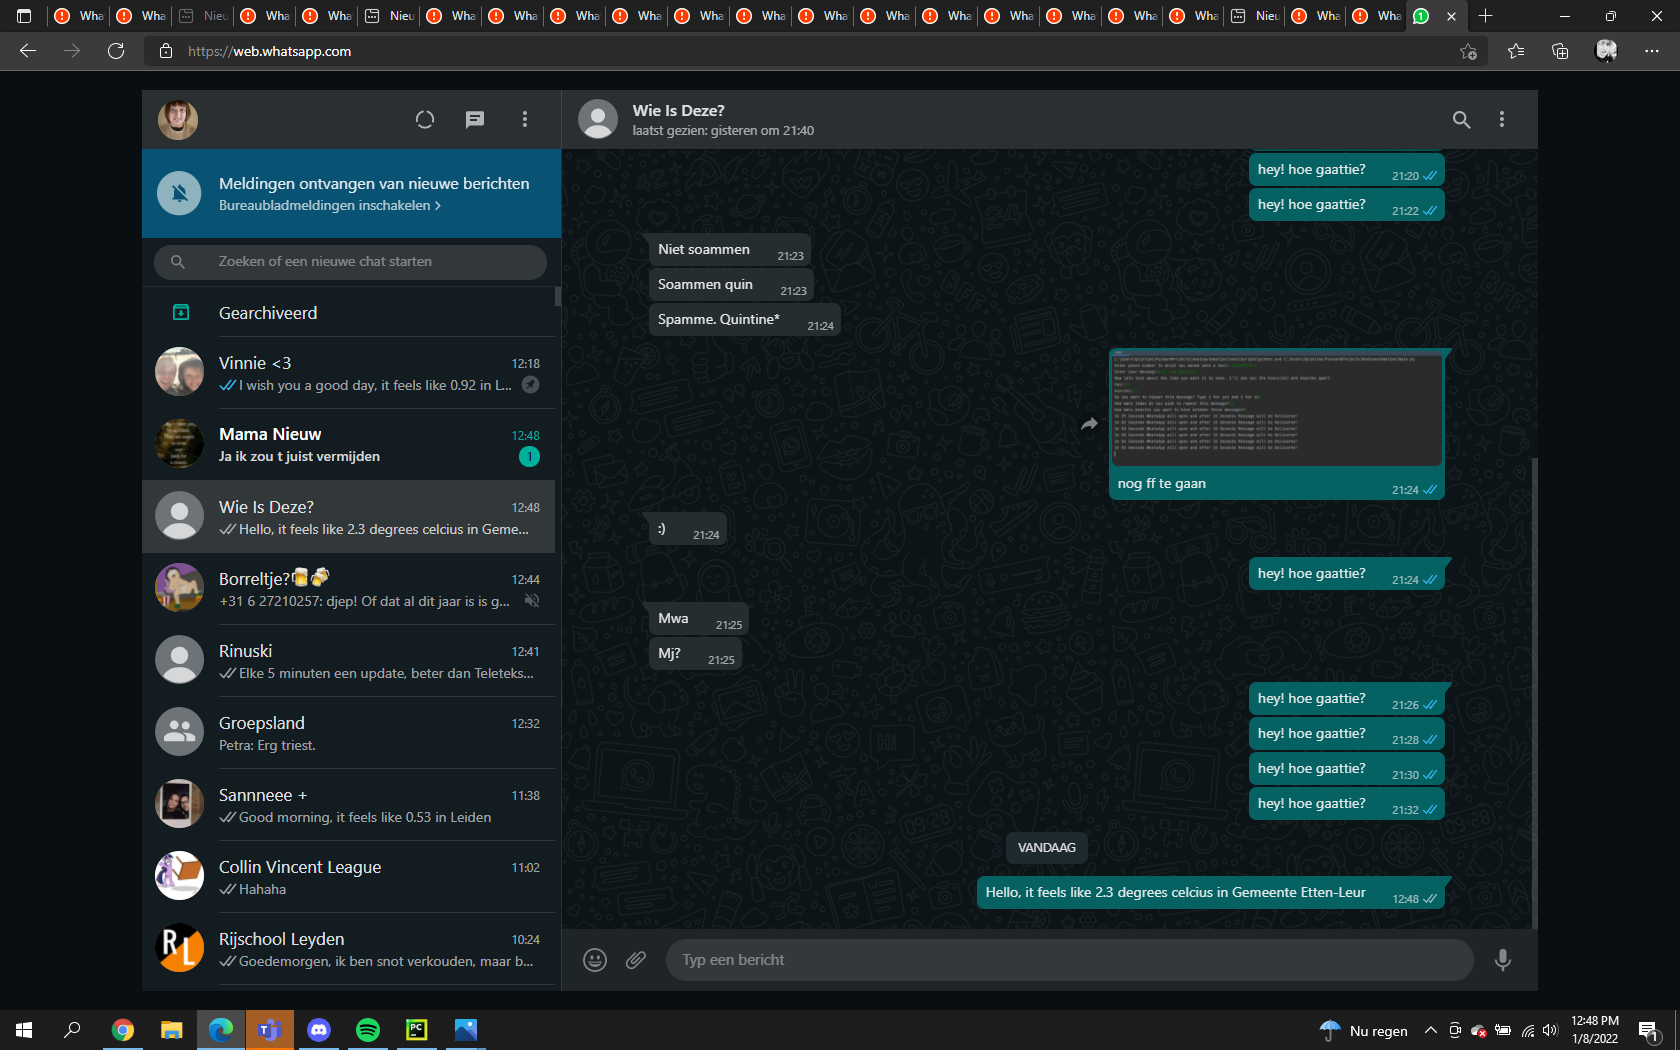 Wha
Wha
Nieu
Wha
Wha
Nieu
Wha
Wha
Wha
Wha
Wha
Wha
Wha
Wha
Wha
Wha
Wha
Wha
Wha
Nieu
Wha
Wha
https://web.whatsapp.com
Meldingen ontvangen van nieuwe berichten
Bureaubladmeldingen inschakelen >
Zoeken of een nieuwe chat starten
Gearchiveerd
Vinnie <3 12:18
I wish you a good day, it feels like 0.92 in L...
Mama Nieuw 12:48
Ja ik zou t juist vermijden 1
Wie Is Deze? 12:48
Hello, it feels like 2.3 degrees celcius in Geme...
Borreltje?🍺🍻 12:44
+31 6 27210257: djep! Of dat al dit jaar is is g...
Rinuski 12:41
Elke 5 minuten een update, beter dan Teleteks...
Groepsland 12:32
Petra: Erg triest.
Sannneee + 11:38
Good morning, it feels like 0.53 in Leiden
Collin Vincent League 11:02
Hahaha
RL
Rijschool Leyden 10:24
Goedemorgen, ik ben snot verkouden, maar b...
Wie Is Deze?
laatst gezien: gisteren om 21:40
hey! hoe gaattie? 21:20
hey! hoe gaattie? 21:22
Niet soammen 21:23
Soammen quin 21:23
Spamme. Quintine* 21:24
nog ff te gaan 21:24
:) 21:24
hey! hoe gaattie? 21:24
Mwa 21:25
Mj? 21:25
hey! hoe gaattie? 21:26
hey! hoe gaattie? 21:28
hey! hoe gaattie? 21:30
hey! hoe gaattie? 21:32
VANDAAG
Hello, it feels like 2.3 degrees celcius in Gemeente Etten-Leur 12:48
Typ een bericht
PC
Nu regen
12:48 PM
1/8/2022
1